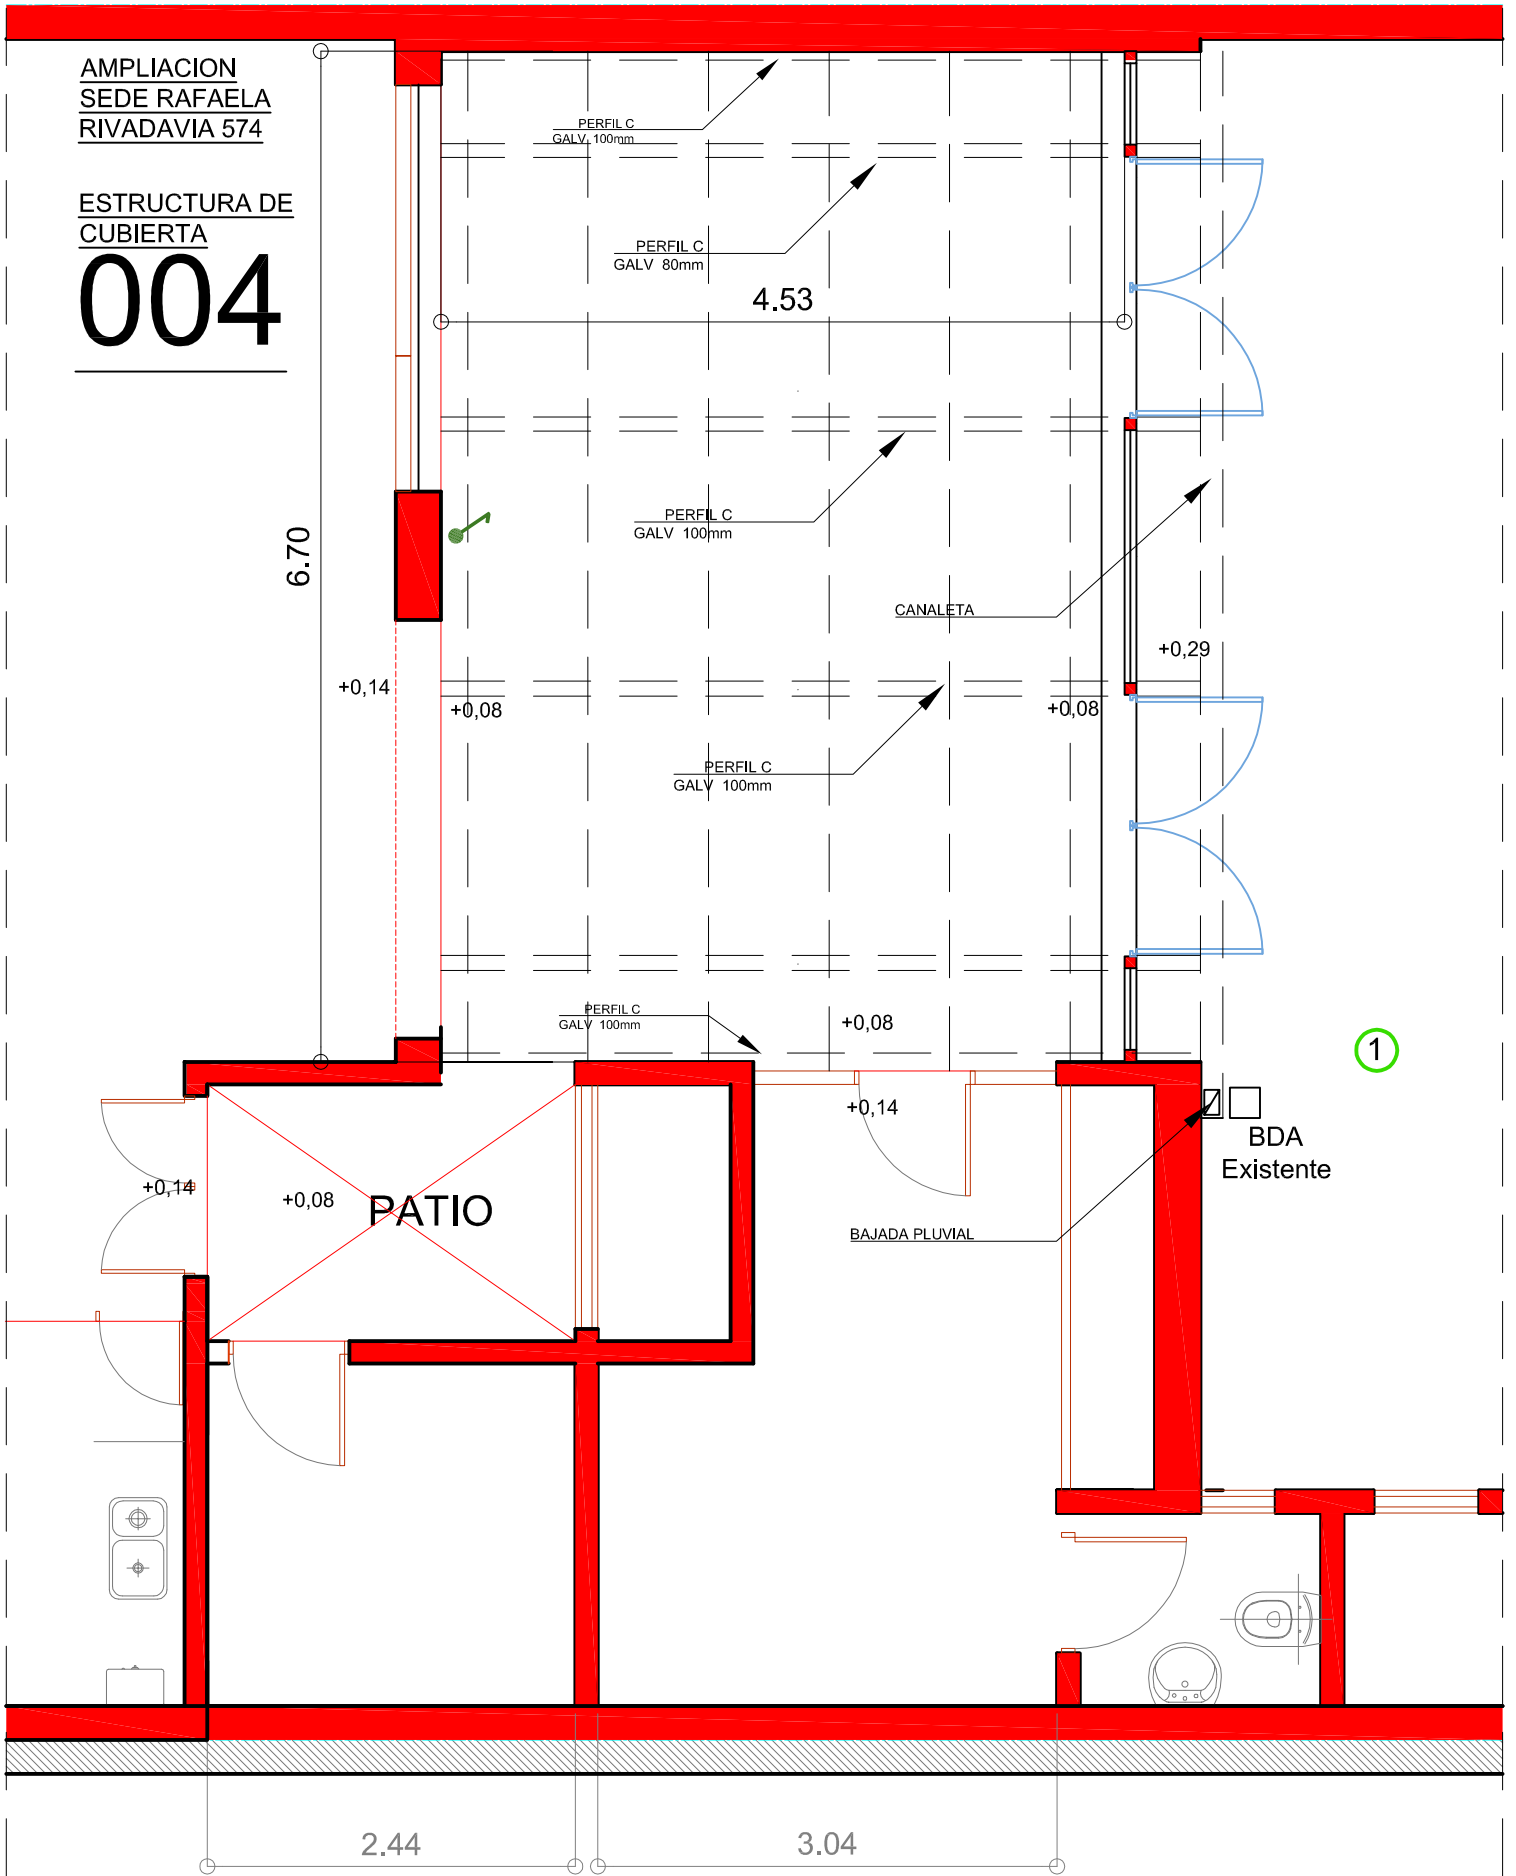 AMPLIACION
SEDE RAFAELA
RIVADAVIA 574
ESTRUCTURA DE
CUBIERTA
004
PERFIL C
GALV 100mm
PERFIL C
GALV 80mm
4.53
PERFIL C
GALV 100mm
6.70
CANALETA
+0,14
+0,08
+0,08
+0,29
PERFIL C
GALV 100mm
PERFIL C
GALV 100mm
+0,08
1
+0,14
BDA
Existente
+0,14
+0,08
PATIO
BAJADA PLUVIAL
2.44
3.04